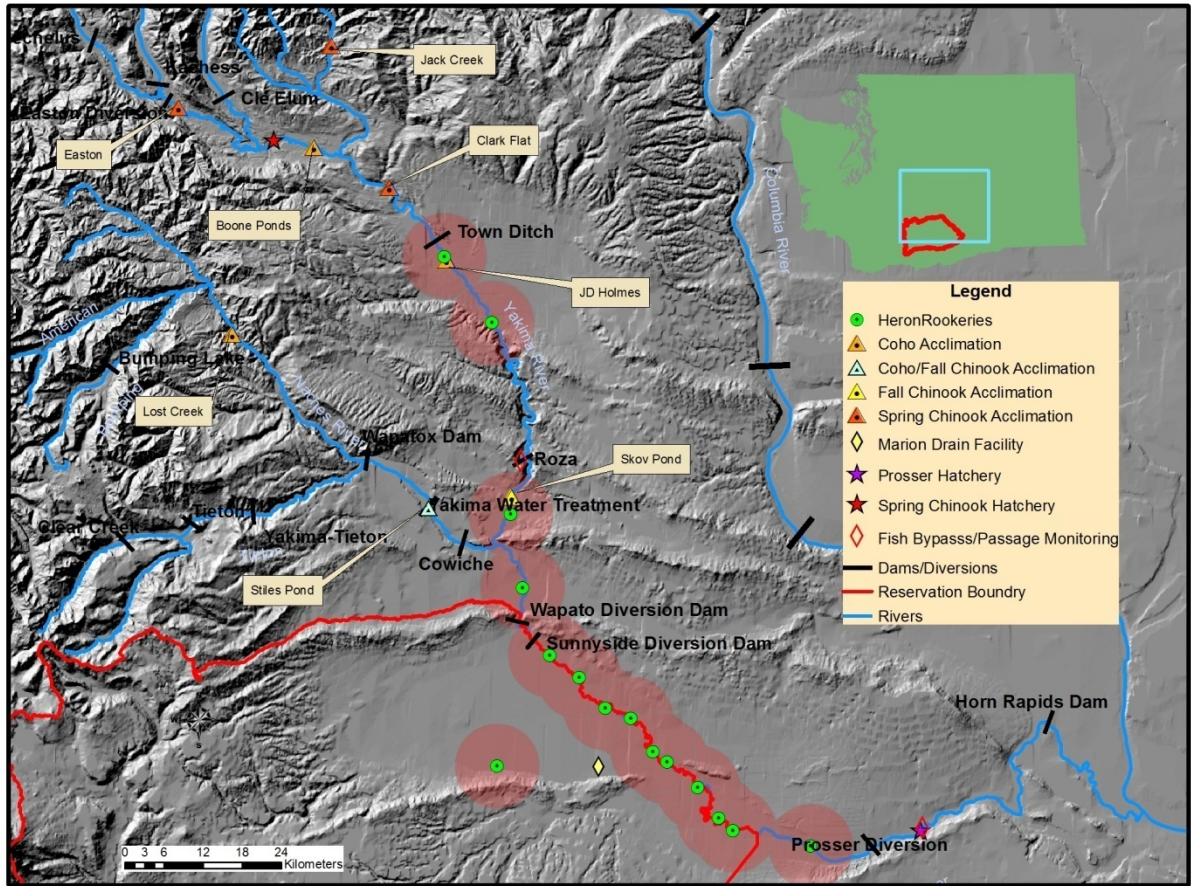 Jack Creek
Cle Elum
Easton Diversion
Easton
Clark Flat
Boone Ponds
Town Ditch
JD Holmes
Columbia River
Yakima River
American
Bumping Lake
Lost Creek
Naches River
Wapatox Dam
Roza
Skov Pond
Yakima Water Treatment
Tieton
Clear Creek
Yakima-Tieton
Tieton
Cowiche
Stiles Pond
Wapato Diversion Dam
Sunnyside Diversion Dam
Horn Rapids Dam
Prosser Diversion
Legend
HeronRookeries
Coho Acclimation
Coho/Fall Chinook Acclimation
Fall Chinook Acclimation
Spring Chinook Acclimation
Marion Drain Facility
Prosser Hatchery
Spring Chinook Hatchery
Fish Bypasss/Passage Monitoring
Dams/Diversions
Reservation Boundry
Rivers
0 3 6 12 18 24
Kilometers